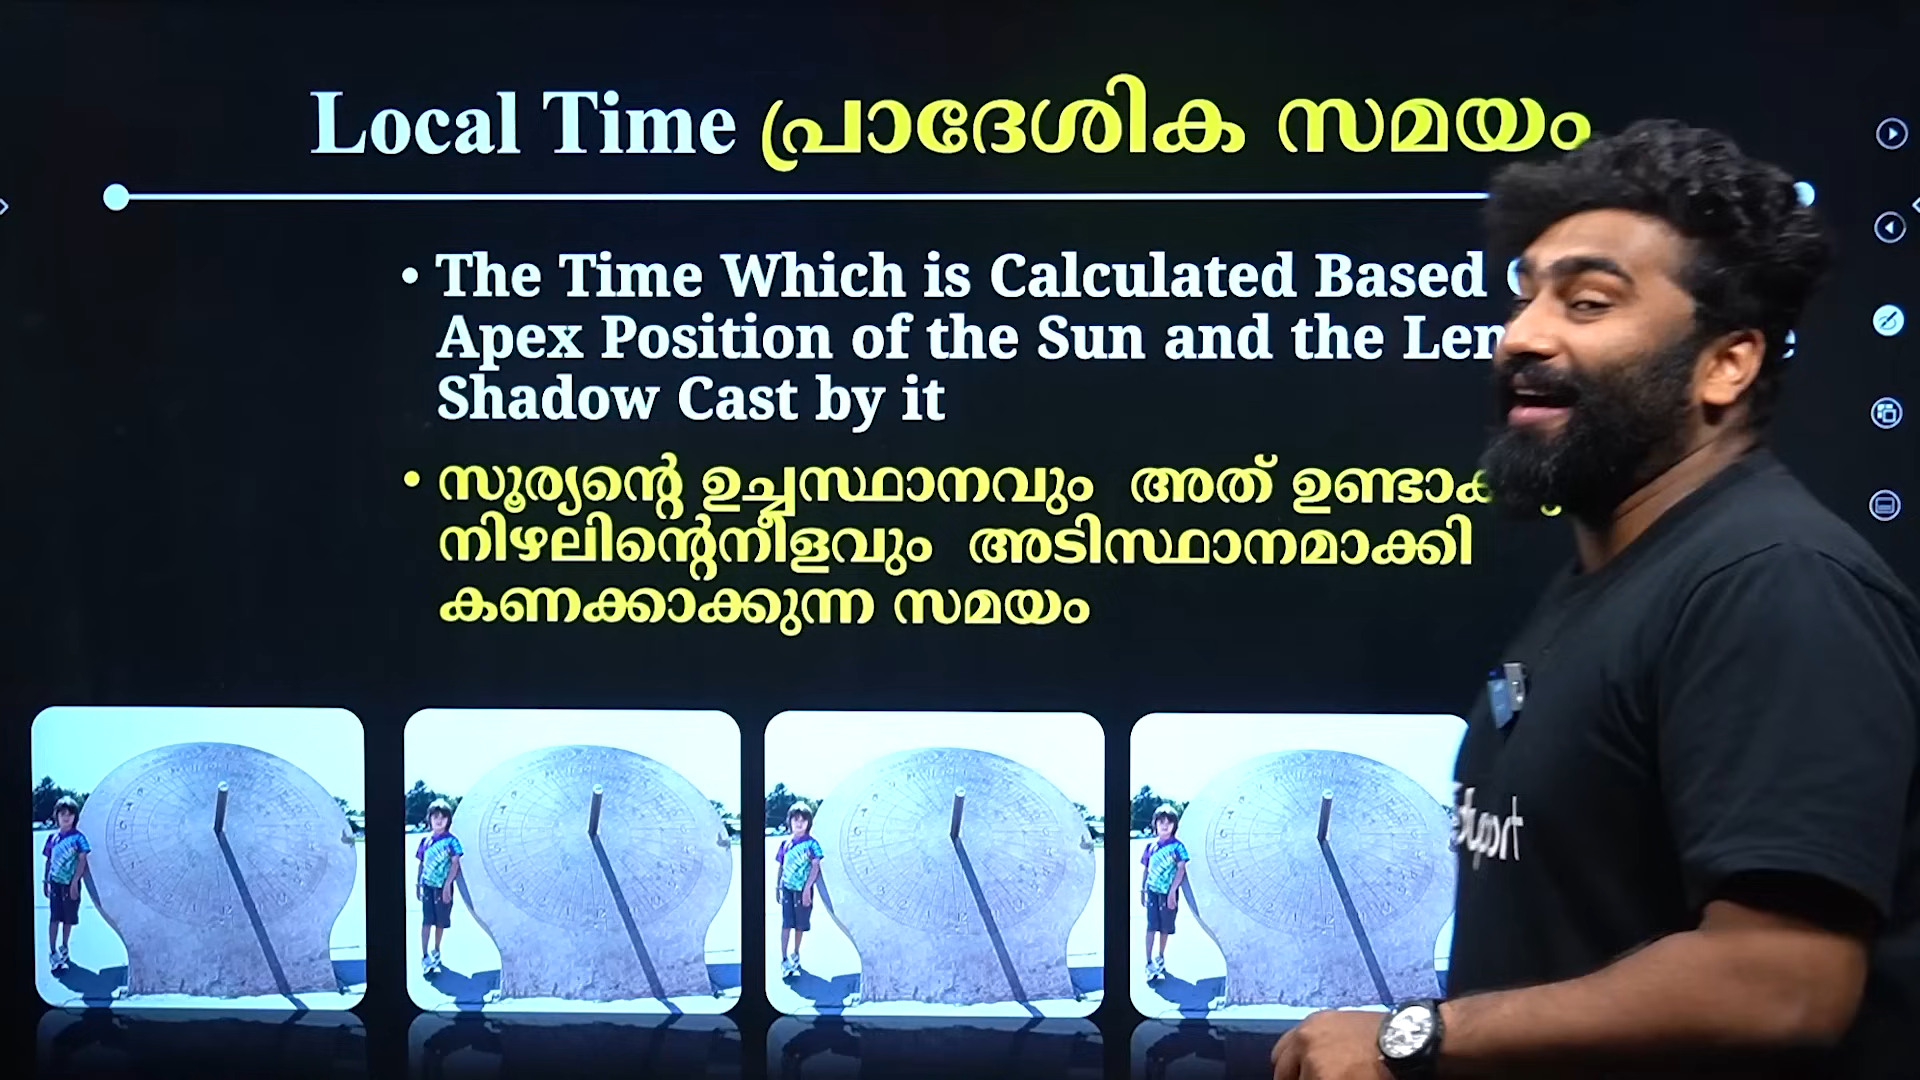 Local Time പ്രാദേശിക സമയം
• The Time Which is Calculated Based
Apex Position of the Sun and the
Shadow Cast by it
• സൂര്യന്റെ ഉച്ചസ്ഥാനവും അത്
നിഴലിന്റെനീളവും അടിസ്ഥാനമാക്കി
കണക്കാക്കുന്ന സമയം